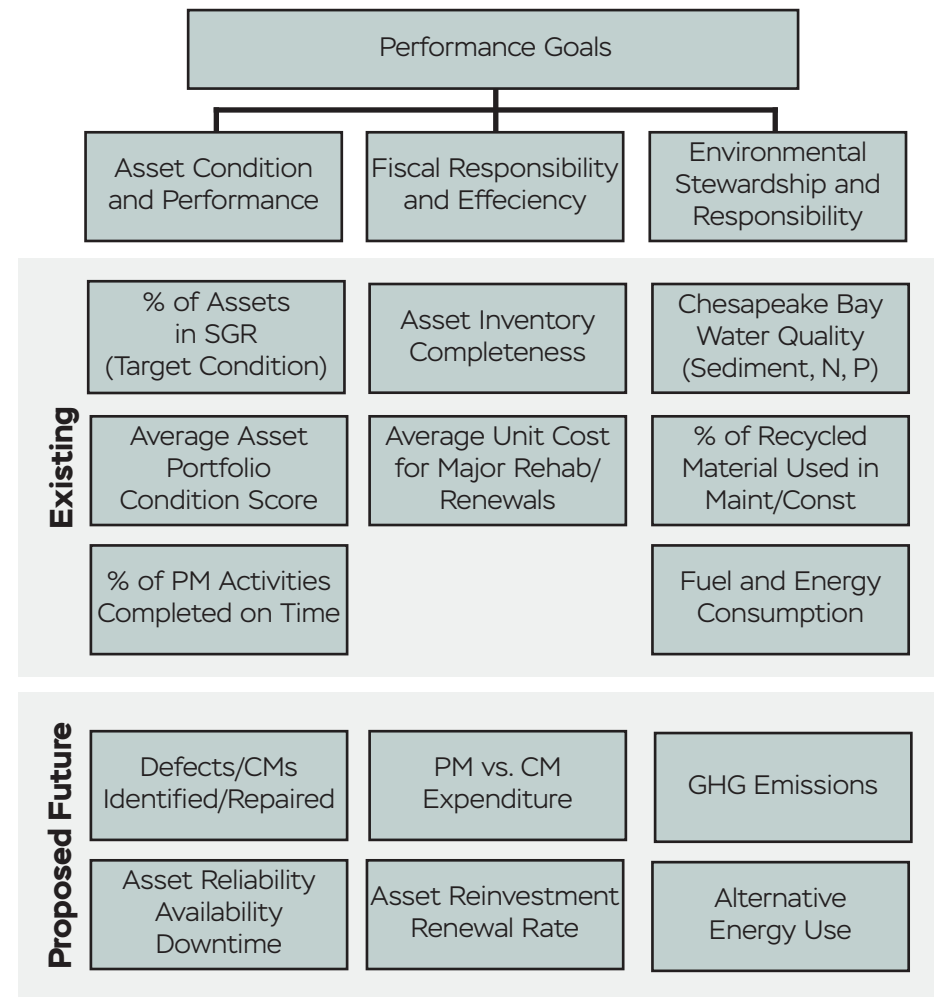 Performance Goals
Asset Condition
and Performance
Fiscal Responsibility
and Effeciency
Environmental
Stewardship and
Responsibility
Existing
% of Assets
in SGR
(Target Condition)
Asset Inventory
Completeness
Chesapeake Bay
Water Quality
(Sediment, N, P)
Average Asset
Portfolio
Condition Score
Average Unit Cost
for Major Rehab/
Renewals
% of Recycled
Material Used in
Maint/Const
% of PM Activities
Completed on Time
Fuel and Energy
Consumption
Proposed Future
Defects/CMs
Identified/Repaired
PM vs. CM
Expenditure
GHG Emissions
Asset Reliability
Availability
Downtime
Asset Reinvestment
Renewal Rate
Alternative
Energy Use